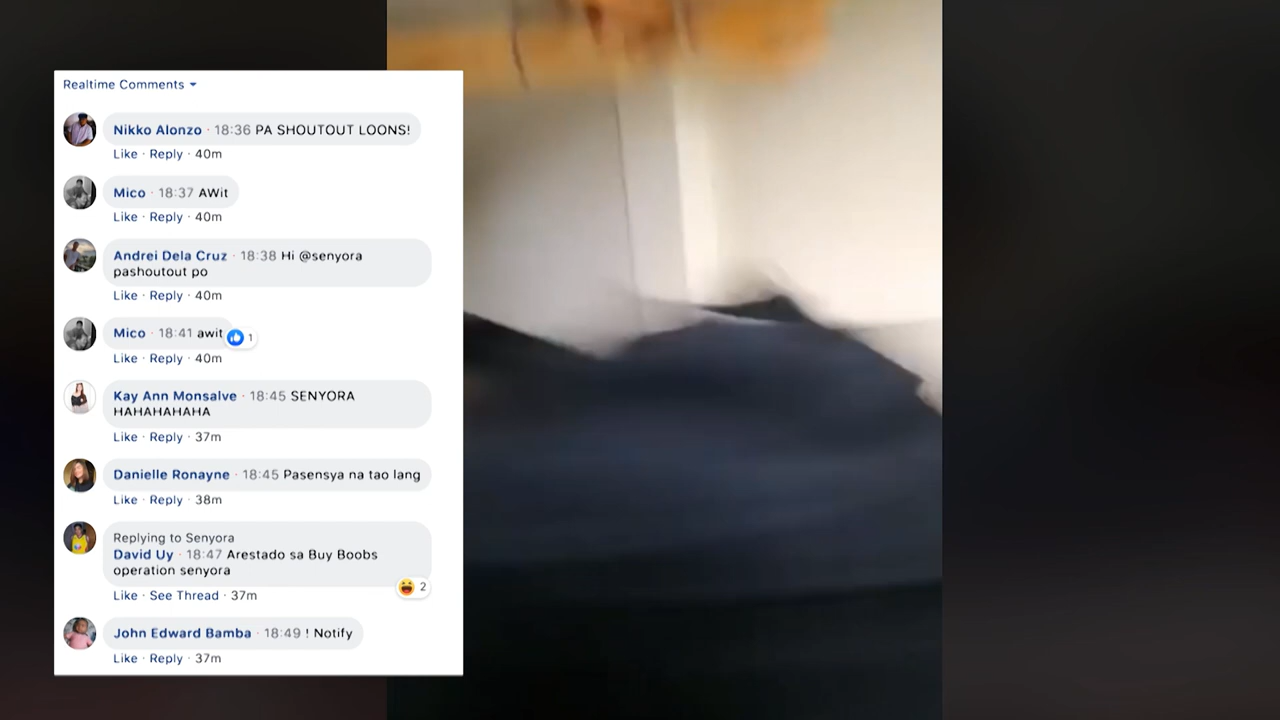 Realtime Comments
Nikko Alonzo · 18:36 PA SHOUTOUT LOONS!
Like · Reply · 40m
Mico · 18:37 AWit
Like · Reply · 40m
Andrei Dela Cruz · 18:38 Hi @senyora
pashoutout po
Like · Reply · 40m
Mico · 18:41 awit
1
Like · Reply · 40m
Kay Ann Monsalve · 18:45 SENYORA
HAHAHAHAHA
Like · Reply · 37m
Danielle Ronayne · 18:45 Pasensya na tao lang
Like · Reply · 38m
Replying to Senyora
David Uy · 18:47 Arestado sa Buy Boobs
operation senyora
2
Like · See Thread · 37m
John Edward Bamba · 18:49 ! Notify
Like · Reply · 37m